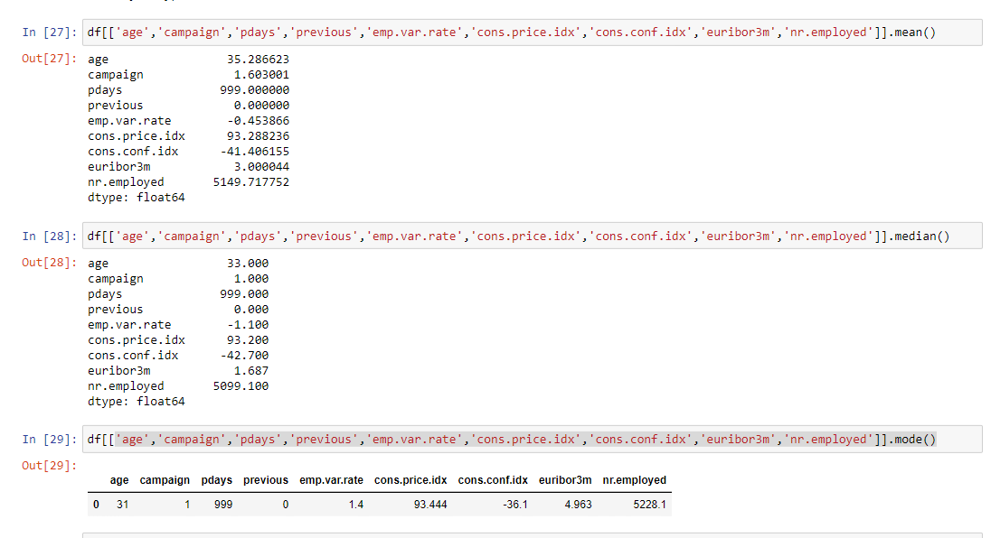 In [27]: df[['age','campaign','pdays','previous','emp.var.rate','cons.price.idx','cons.conf.idx','euribor3m','nr.employed']].mean()
Out[27]: age 35.286623
campaign 1.603001
pdays 999.000000
previous 0.000000
emp.var.rate -0.453866
cons.price.idx 93.288236
cons.conf.idx -41.406155
euribor3m 3.000044
nr.employed 5149.717752
dtype: float64
In [28]: df[['age','campaign','pdays','previous','emp.var.rate','cons.price.idx','cons.conf.idx','euribor3m','nr.employed']].median()
Out[28]: age 33.000
campaign 1.000
pdays 999.000
previous 0.000
emp.var.rate -1.100
cons.price.idx 93.200
cons.conf.idx -42.700
euribor3m 1.687
nr.employed 5099.100
dtype: float64
In [29]: df[['age','campaign','pdays','previous','emp.var.rate','cons.price.idx','cons.conf.idx','euribor3m','nr.employed']].mode()
Out[29]:
age campaign pdays previous emp.var.rate cons.price.idx cons.conf.idx euribor3m nr.employed
0 31 1 999 0 1.4 93.444 -36.1 4.963 5228.1